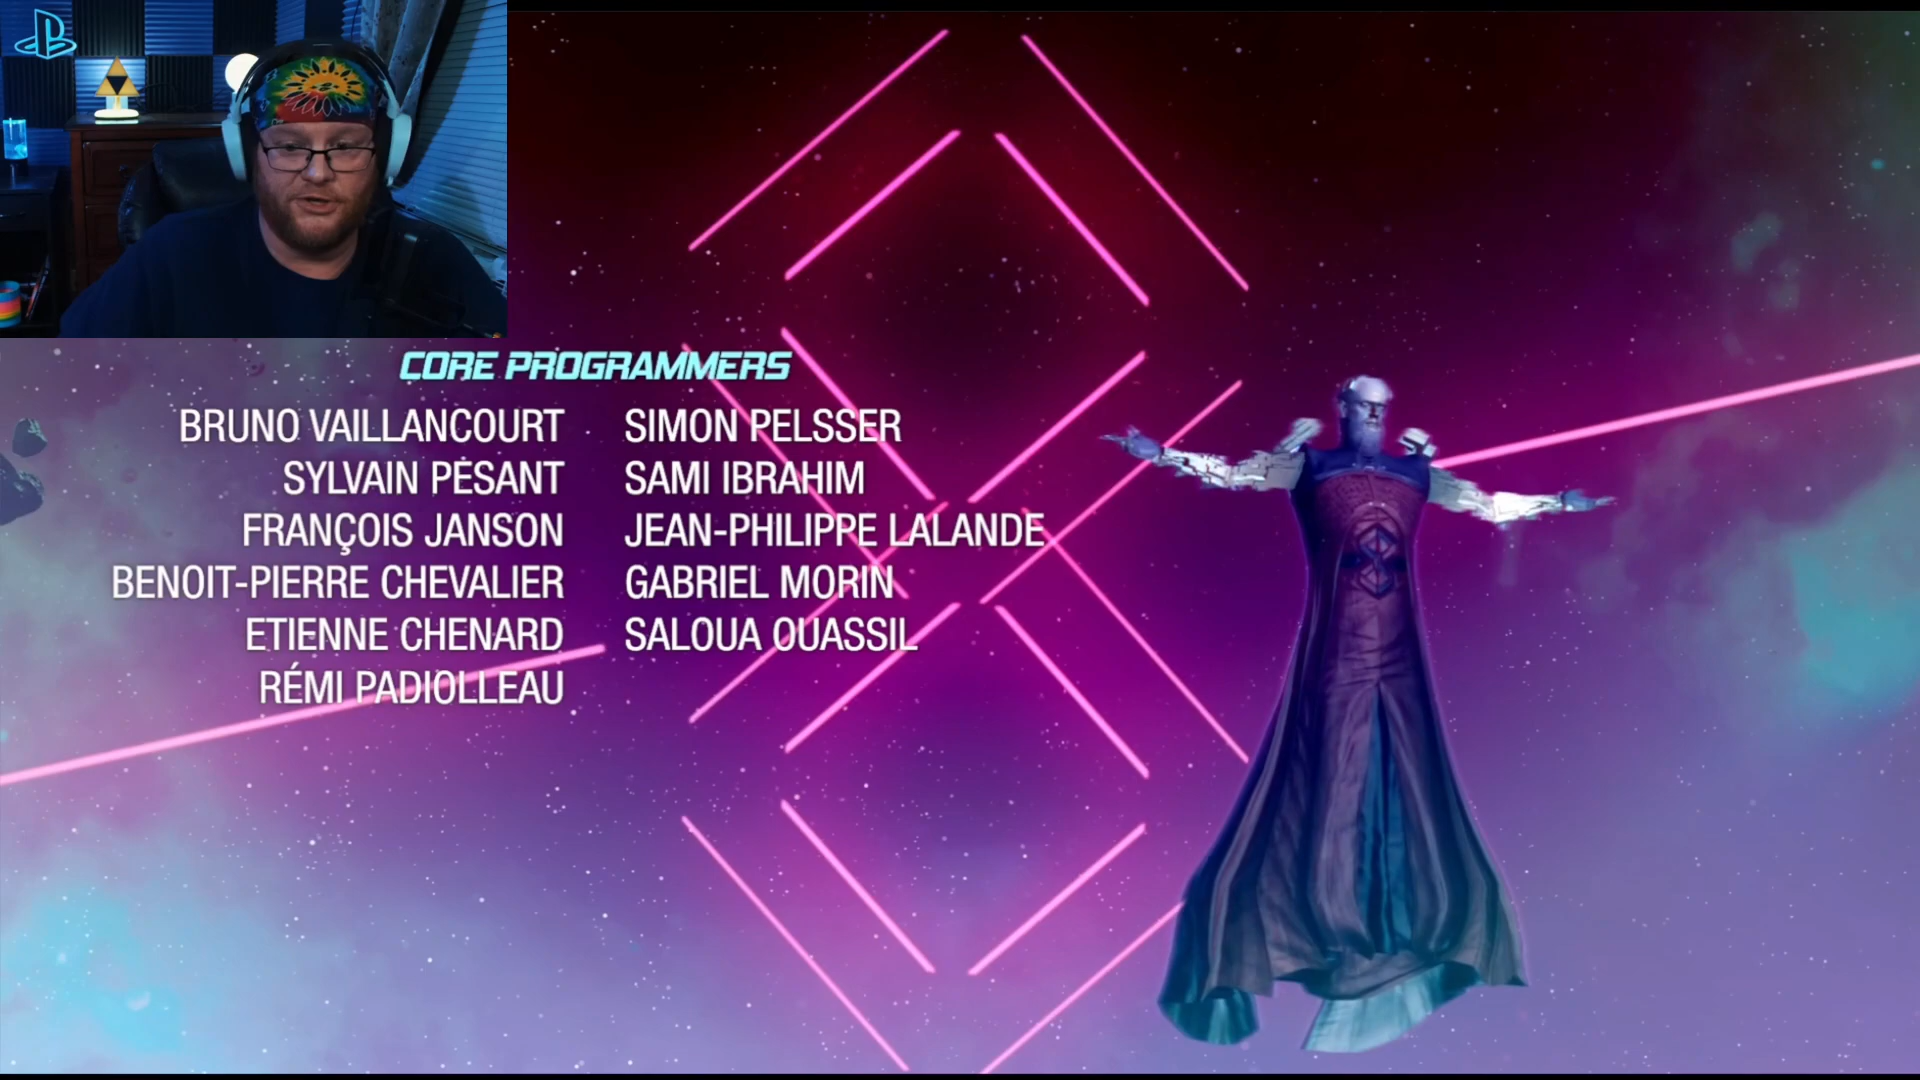 CORE PROGRAMMERS
BRUNO VAILLANCOURT SIMON PELSSER
SYLVAIN PESANT SAMI IBRAHIM
FRANÇOIS JANSON JEAN-PHILIPPE LALANDE
BENOIT-PIERRE CHEVALIER GABRIEL MORIN
ETIENNE CHENARD SALOUA OUASSIL
RÉMI PADIOLLEAU